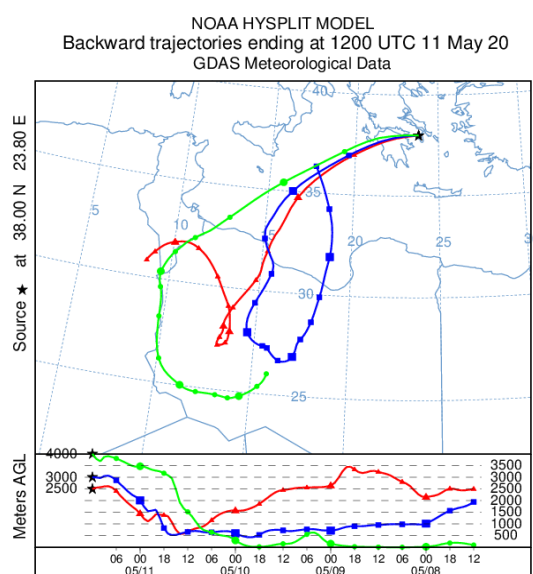 NOAA HYSPLIT MODEL
Backward trajectories ending at 1200 UTC 11 May 20
GDAS Meteorological Data
Source ★ at 38.00 N 23.80 E
40
35
5
10
15
20
25
30
25
Meters AGL
4000
3000
2500
3500
3000
2500
2000
1500
1000
500
06 00 18 12 06 00 18 12 06 00 18 12 06 00 18 12
05/11 05/10 05/09 05/08